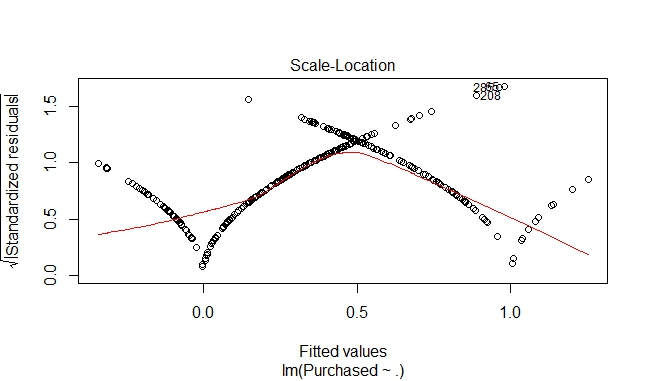 Scale-Location
√|Standardized residuals|
1.5
1.0
0.5
0.0
208
0.0 0.5 1.0
Fitted values
lm(Purchased ~ .)